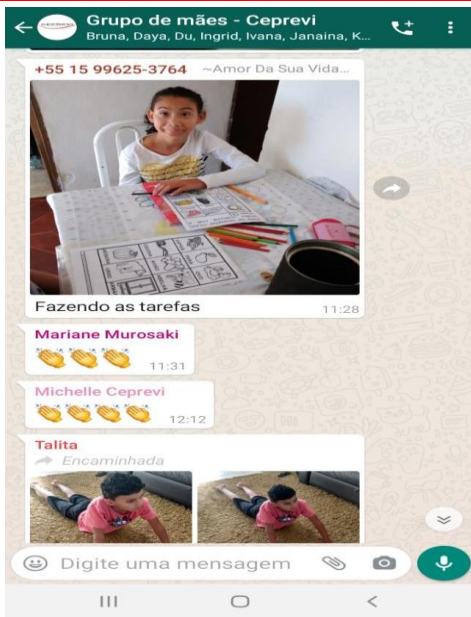 Grupo de mães - Ceprevi
Bruna, Daya, Du, Ingrid, Ivana, Janaina, K...
+55 15 99625-3764 ~Amor Da Sua Vida...
Fazendo as tarefas
11:28
Mariane Murosaki
11:31
Michelle Ceprevi
12:12
Talita
Encaminhada
Digite uma mensagem